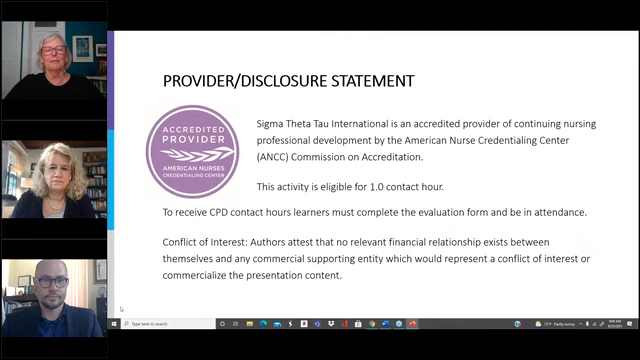 PROVIDER/DISCLOSURE STATEMENT
ACCREDITED
PROVIDER
AMERICAN NURSES
CREDENTIALING CENTER
Sigma Theta Tau International is an accredited provider of continuing nursing
professional development by the American Nurse Credentialing Center
(ANCC) Commission on Accreditation.
This activity is eligible for 1.0 contact hour.
To receive CPD contact hours learners must complete the evaluation form and be in attendance.
Conflict of Interest: Authors attest that no relevant financial relationship exists between
themselves and any commercial supporting entity which would represent a conflict of interest or
commercialize the presentation content.
Type here to search
Partly sunny